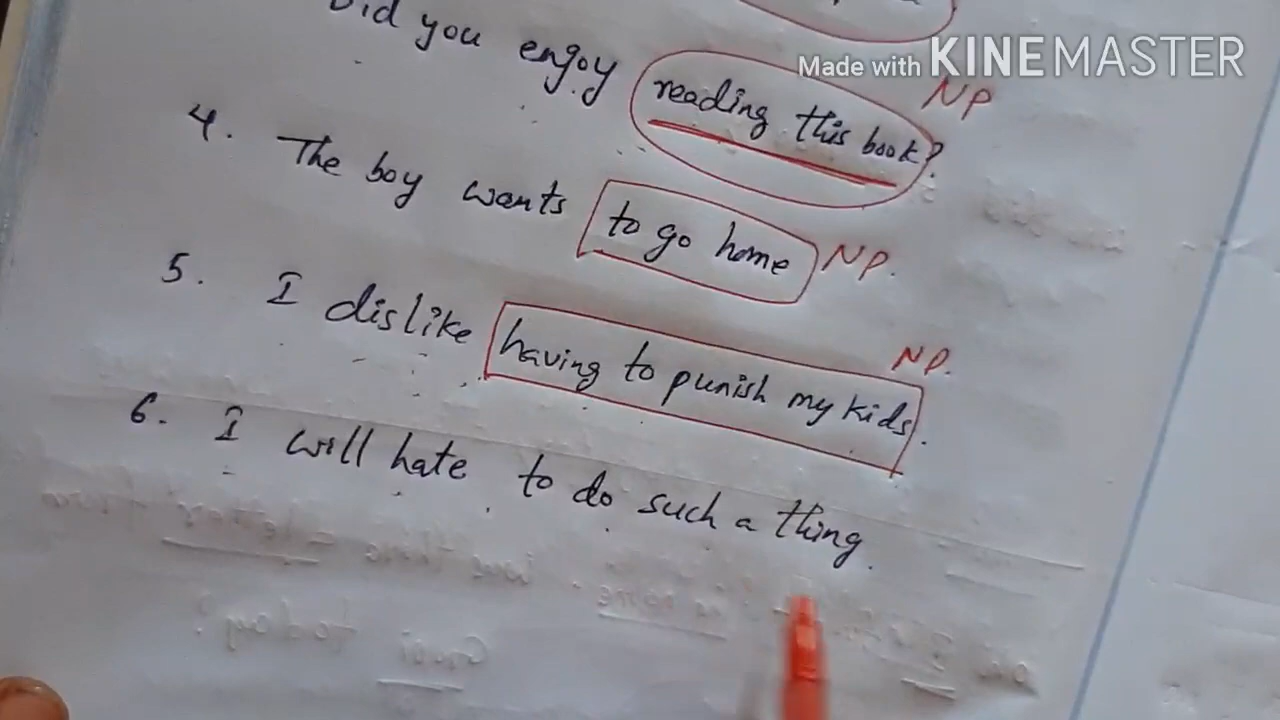 Did you enjoy reading this book?
Made with KINEMASTER
NP
4. The boy wants to go home NP.
5. I dislike having to punish my kids.
NP.
6. I will hate to do such a thing.